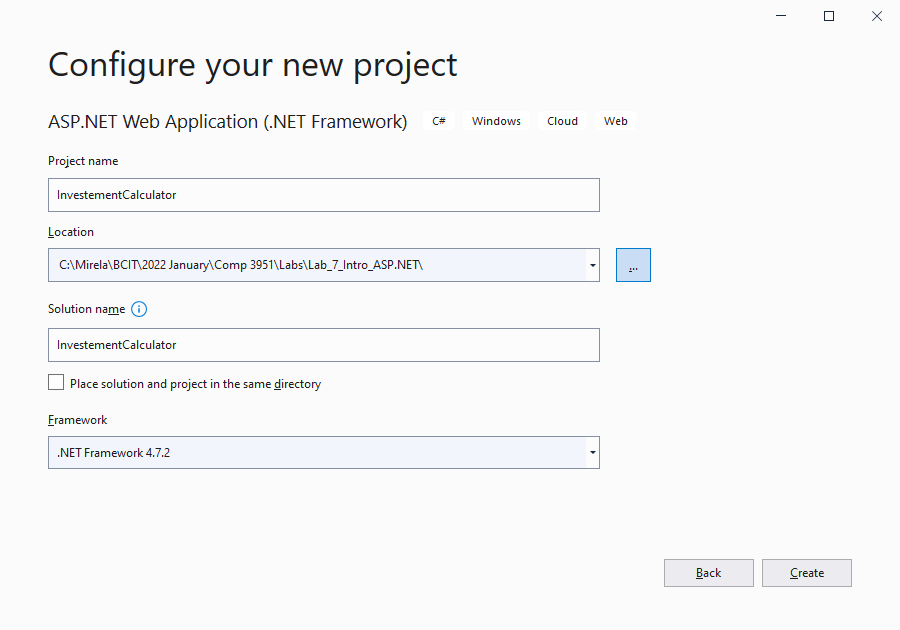 Configure your new project
ASP.NET Web Application (.NET Framework) C# Windows Cloud Web
Project name
InvestementCalculator
Location
C:\Mirela\BCIT\2022 January\Comp 3951\Labs\Lab_7_Intro_ASP.NET\
...
Solution name
InvestementCalculator
Place solution and project in the same directory
Framework
.NET Framework 4.7.2
Back Create